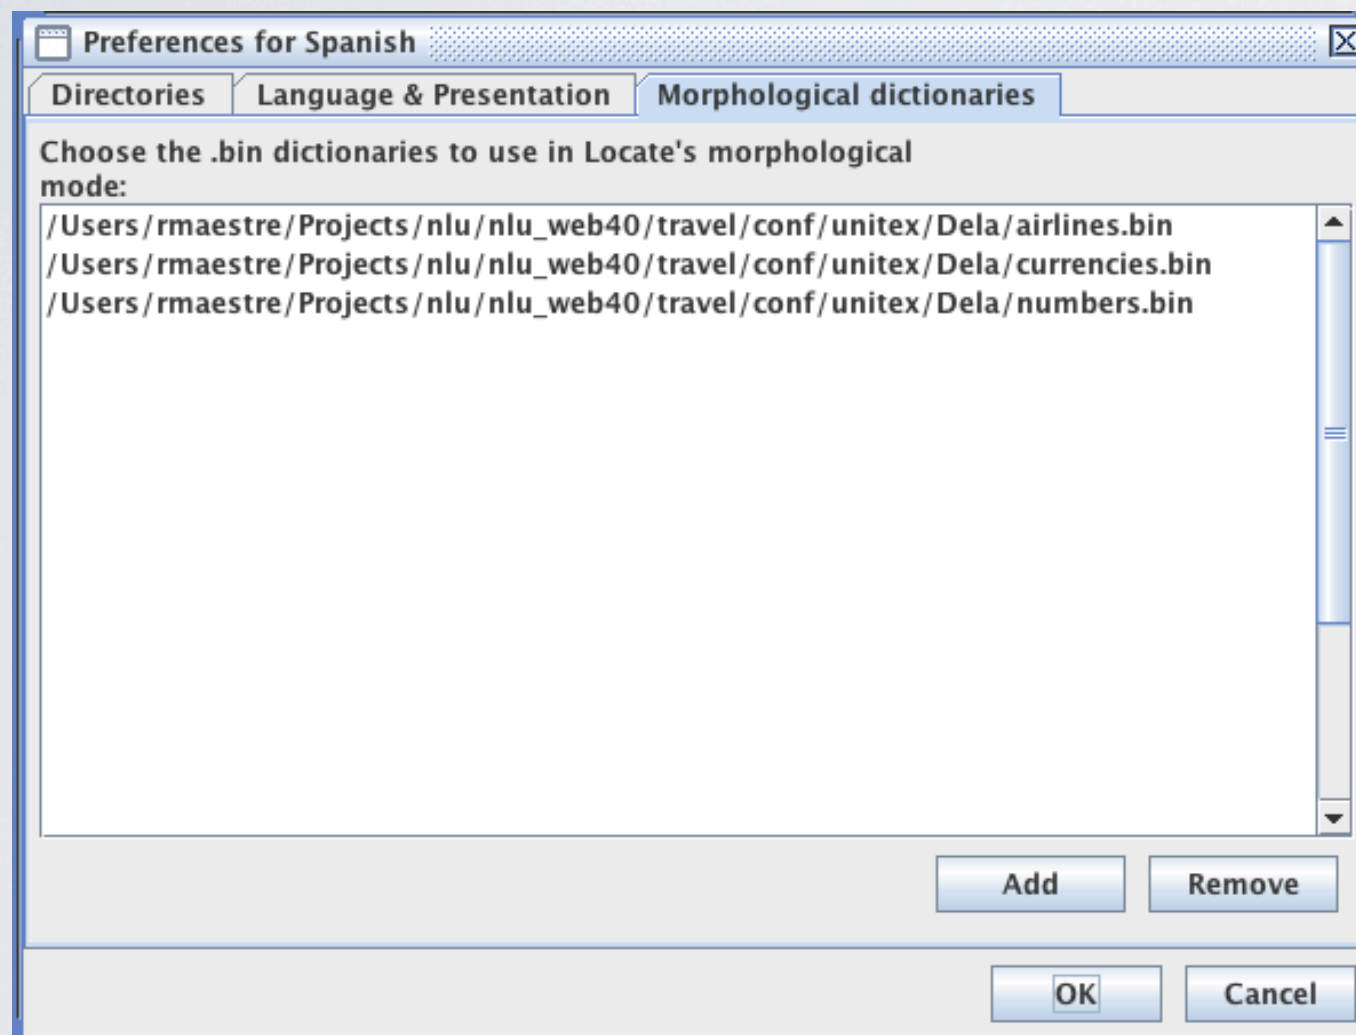 Preferences for Spanish
Directories Language & Presentation Morphological dictionaries
Choose the .bin dictionaries to use in Locate's morphological
mode:
/Users/rmaestre/Projects/nlu/nlu_web40/travel/conf/unitex/Dela/airlines.bin
/Users/rmaestre/Projects/nlu/nlu_web40/travel/conf/unitex/Dela/currencies.bin
/Users/rmaestre/Projects/nlu/nlu_web40/travel/conf/unitex/Dela/numbers.bin
Add Remove
OK Cancel